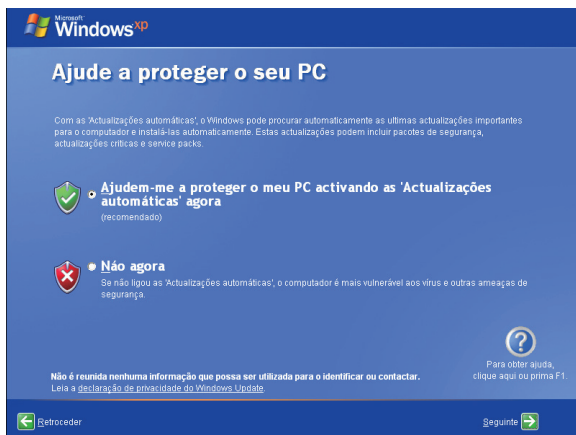 Microsoft
Windows xp
Ajude a proteger o seu PC
Com as 'Actualizações automáticas', o Windows pode procurar automaticamente as ultimas actualizações importantes
para o computador e instalá-las automaticamente. Estas actualizações podem incluir pacotes de segurança,
actualizações criticas e service packs.
Ajudem-me a proteger o meu PC activando as 'Actualizações
automáticas' agora
(recomendado)
Não agora
Se não ligou as 'Actualizações automáticas', o computador é mais vulnerável aos vírus e outras ameaças de
segurança.
Para obter ajuda,
clique aqui ou prima F1.
Não é reunida nenhuma informação que possa ser utilizada para o identificar ou contactar.
Leia a declaração de privacidade do Windows Update.
Retroceder
Seguinte